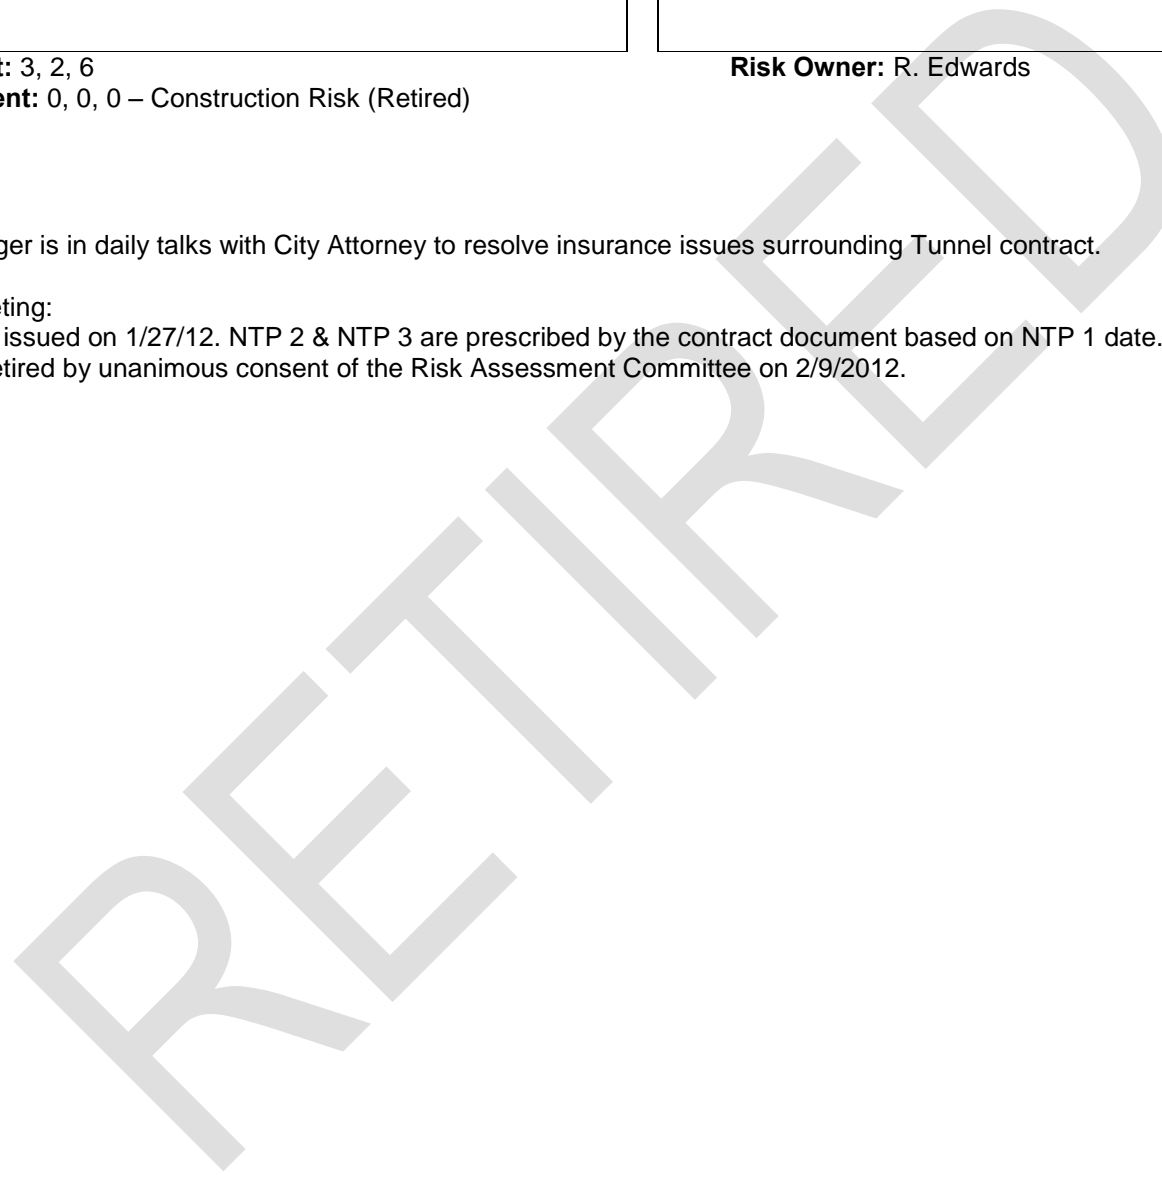 t: 3, 2, 6 Risk Owner: R. Edwards
ent: 0, 0, 0 – Construction Risk (Retired)
ger is in daily talks with City Attorney to resolve insurance issues surrounding Tunnel contract.
eting:
issued on 1/27/12. NTP 2 & NTP 3 are prescribed by the contract document based on NTP 1 date.
etired by unanimous consent of the Risk Assessment Committee on 2/9/2012.
RETIRED